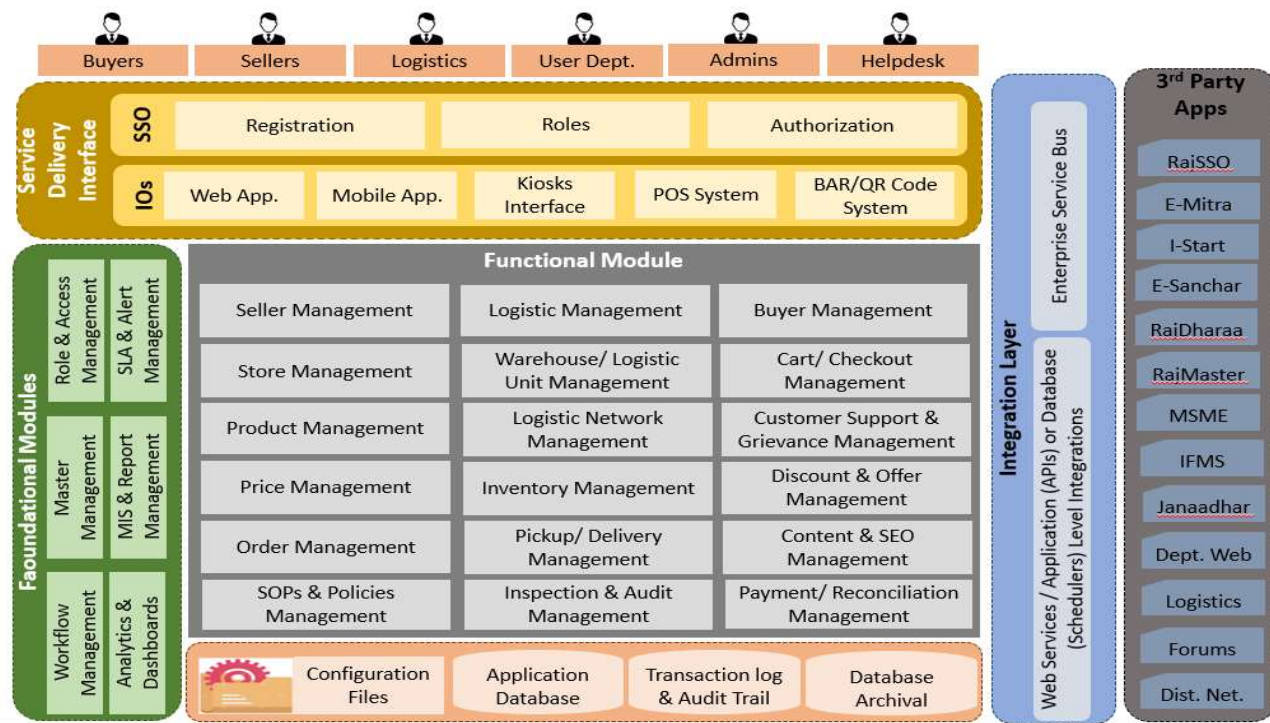 Buyers
Sellers
Logistics
User Dept.
Admins
Helpdesk
Service
Delivery
Interface
SSO
Registration
Roles
Authorization
IOs
Web App.
Mobile App.
Kiosks
Interface
POS System
BAR/QR Code
System
Faoundational Modules
Role & Access
Management
SLA & Alert
Management
Master
Management
MIS & Report
Management
Workflow
Management
Analytics &
Dashboards
Functional Module
Seller Management
Logistic Management
Buyer Management
Store Management
Warehouse/ Logistic
Unit Management
Cart/ Checkout
Management
Product Management
Logistic Network
Management
Customer Support &
Grievance Management
Price Management
Inventory Management
Discount & Offer
Management
Order Management
Pickup/ Delivery
Management
Content & SEO
Management
SOPs & Policies
Management
Inspection & Audit
Management
Payment/ Reconciliation
Management
Configuration
Files
Application
Database
Transaction log
& Audit Trail
Database
Archival
Integration Layer
Enterprise Service Bus
Web Services / Application (APIs) or Database
(Schedulers) Level Integrations
3rd Party
Apps
RajSSO
E-Mitra
I-Start
E-Sanchar
RajDharaa
RajMaster
MSME
IFMS
Janaadhar
Dept. Web
Logistics
Forums
Dist. Net.